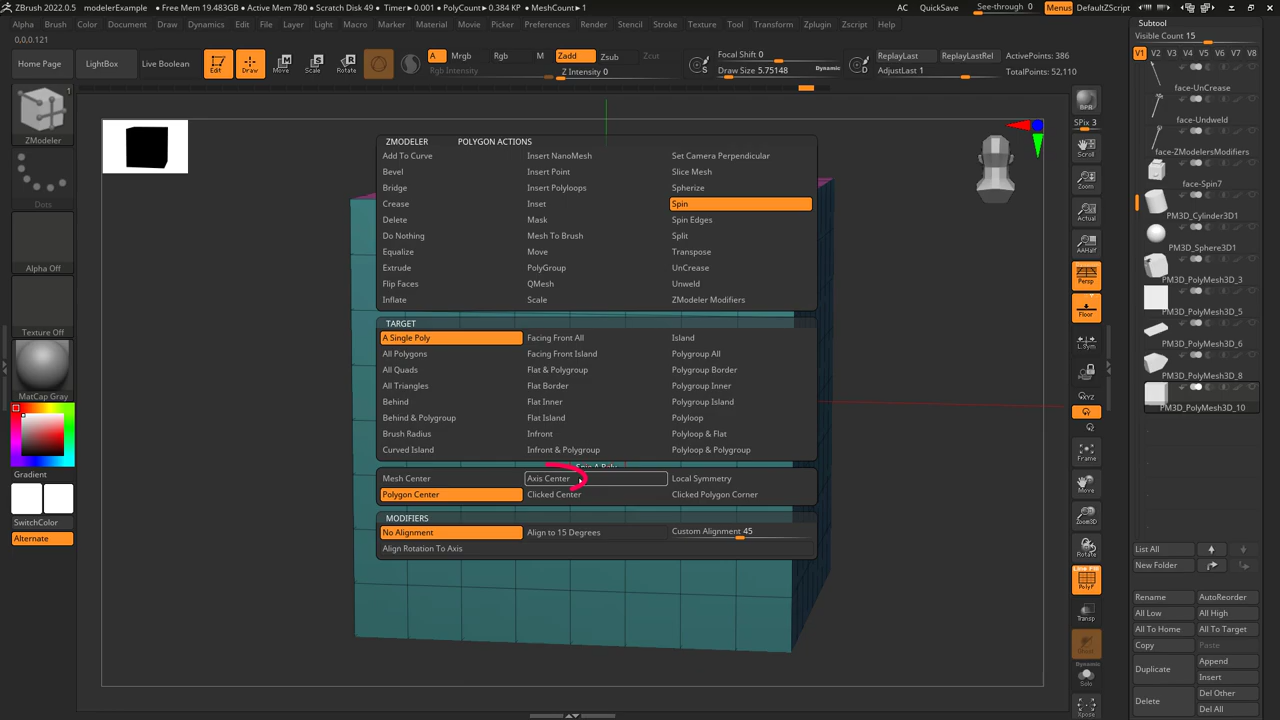 ZBrush 2022.0.5 modelerExample • Free Mem 19.483GB • Active Mem 780 • Scratch Disk 49 • Timer▸0.001 • PolyCount▸0.384 KP • MeshCount▸1 AC QuickSave See-through 0 Menus DefaultZScript
Alpha Brush Color Document Draw Dynamics Edit File Layer Light Macro Marker Material Movie Picker Preferences Render Stencil Stroke Texture Tool Transform Zplugin Zscript Help
0,0,0.121
Home Page LightBox Live Boolean Edit Draw Move Scale Rotate
A Mrgb Rgb M Zadd Zsub Zcut
Rgb Intensity Z Intensity 0
Focal Shift 0
Draw Size 5.75148 Dynamic
S D
ReplayLast ReplayLastRel
AdjustLast 1
ActivePoints: 386
TotalPoints: 52,110
1
ZModeler
Dots
Alpha Off
Texture Off
MatCap Gray
Gradient
SwitchColor
Alternate
ZMODELER POLYGON ACTIONS
Add To Curve Insert NanoMesh Set Camera Perpendicular
Bevel Insert Point Slice Mesh
Bridge Insert Polyloops Spherize
Crease Inset Spin
Delete Mask Spin Edges
Do Nothing Mesh To Brush Split
Equalize Move Transpose
Extrude PolyGroup UnCrease
Flip Faces QMesh Unweld
Inflate Scale ZModeler Modifiers
TARGET
A Single Poly Facing Front All Island
All Polygons Facing Front Island Polygroup All
All Quads Flat & Polygroup Polygroup Border
All Triangles Flat Border Polygroup Inner
Behind Flat Inner Polygroup Island
Behind & Polygroup Flat Island Polyloop
Brush Radius Infront Polyloop & Flat
Curved Island Infront & Polygroup Polyloop & Polygroup
Spin A Poly
Mesh Center Axis Center Local Symmetry
Polygon Center Clicked Center Clicked Polygon Corner
MODIFIERS
No Alignment Align to 15 Degrees Custom Alignment 45
Align Rotation To Axis
BPR
SPix 3
Scroll
Zoom
Actual
AAHalf
Persp
Floor
L.Sym
Frame
Move
Zoom3D
Rotate
Line Fill
PolyF
Transp
Ghost
Dynamic
Solo
Xpose
Subtool
Visible Count 15
V1 V2 V3 V4 V5 V6 V7 V8
face-UnCrease
face-Undweld
face-ZModelersModifiers
face-Spin7
PM3D_Cylinder3D1
PM3D_Sphere3D1
PM3D_PolyMesh3D_3
PM3D_PolyMesh3D_5
PM3D_PolyMesh3D_6
PM3D_PolyMesh3D_8
PM3D_PolyMesh3D_10
List All
New Folder
Rename AutoReorder
All Low All High
All To Home All To Target
Copy Paste
Duplicate Append
Insert
Delete Del Other
Del All